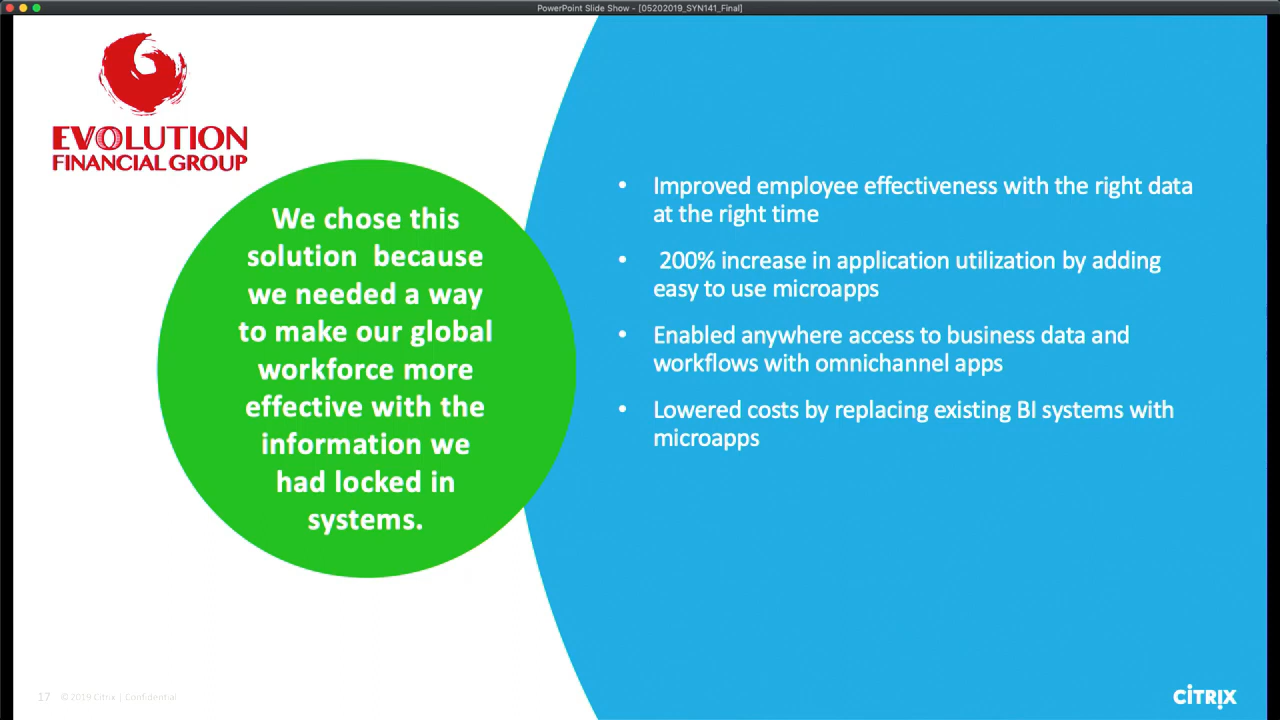 PowerPoint Slide Show - [05202019_SYN141_Final]
EVOLUTION
FINANCIAL GROUP
We chose this
solution because
we needed a way
to make our global
workforce more
effective with the
information we
had locked in
systems.
• Improved employee effectiveness with the right data
at the right time
• 200% increase in application utilization by adding
easy to use microapps
• Enabled anywhere access to business data and
workflows with omnichannel apps
• Lowered costs by replacing existing BI systems with
microapps
17 © 2019 Citrix | Confidential
CİTRIX